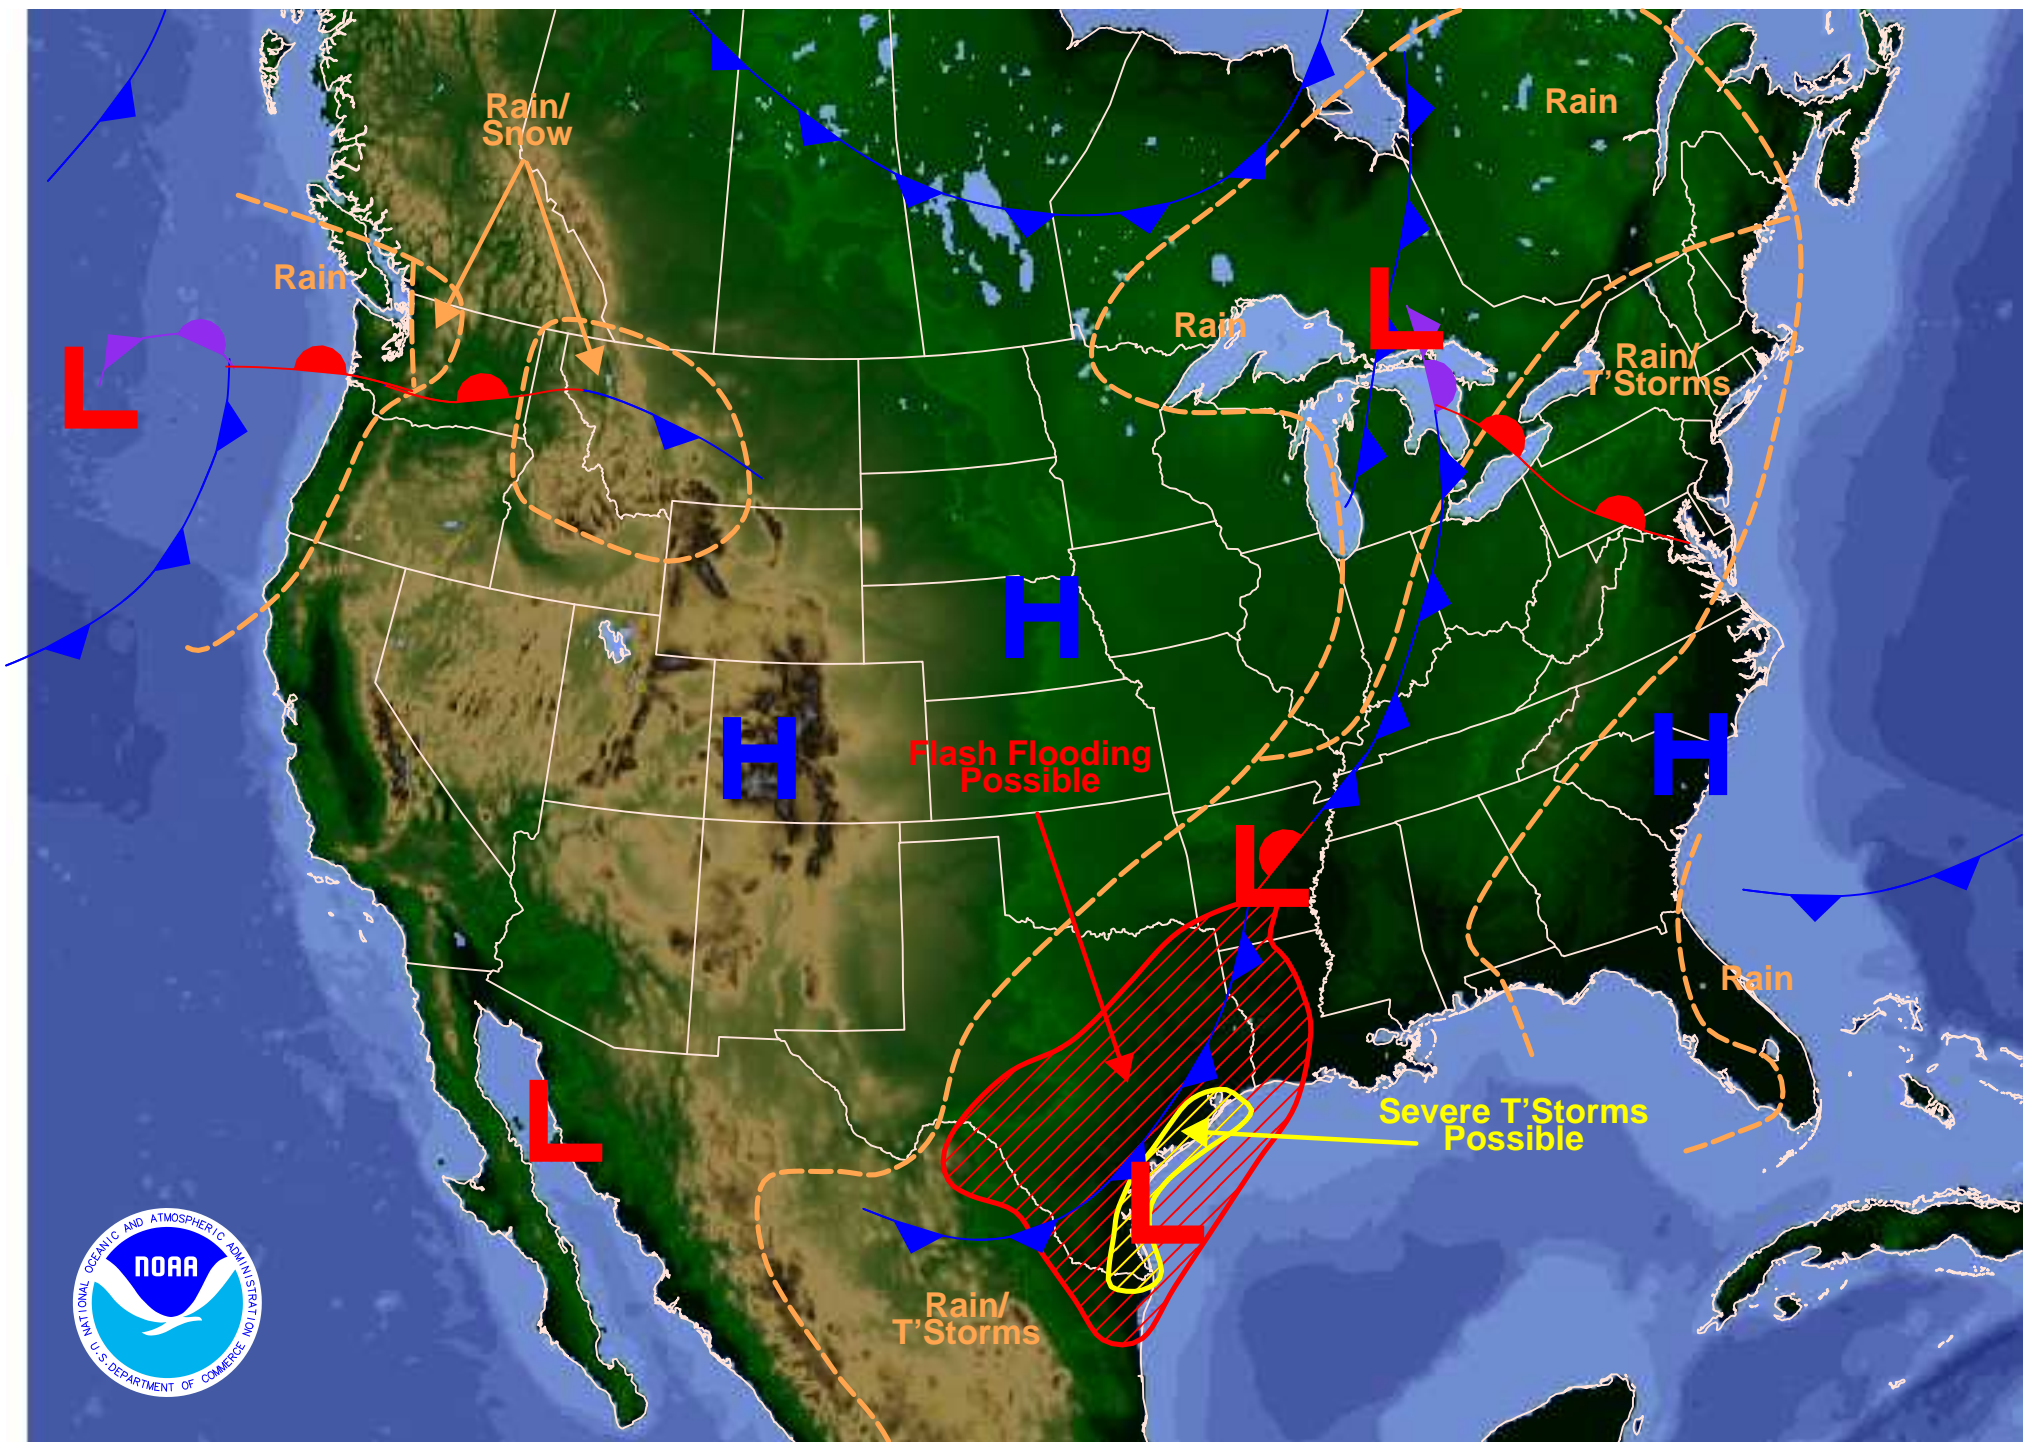 Rain/
Snow
Rain
Rain
Rain
L
L
Rain/
T'Storms
H
H
H
Flash Flooding
Possible
L
Rain
L
Severe T'Storms
Possible
L
Rain/
T'Storms
NATIONAL OCEANIC AND ATMOSPHERIC ADMINISTRATION
NOAA
U.S. DEPARTMENT OF COMMERCE